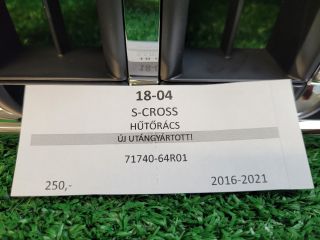 18-04
S-CROSS
HŰTŐRÁCS
ÚJ UTÁNGYÁRTOTT!
71740-64R01
250,-
2016-2021